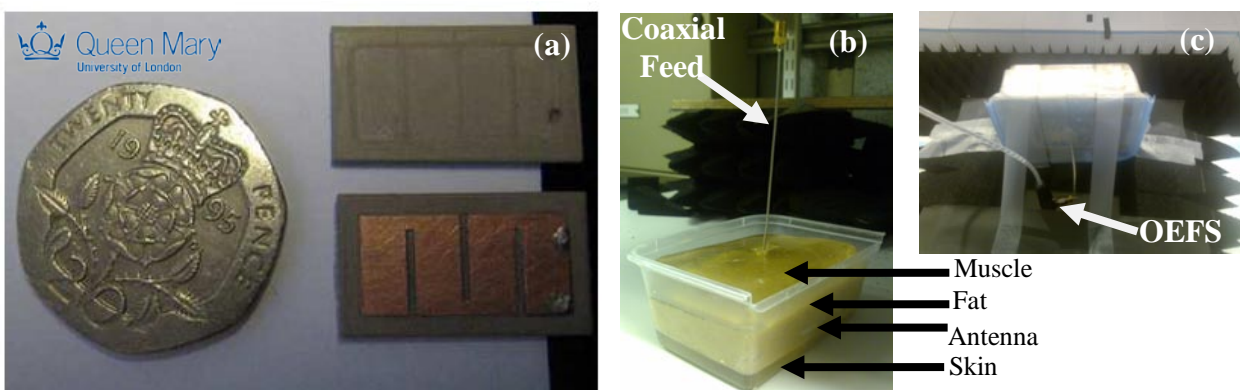 Queen Mary
University of London
(a)
TWENTY PENCE
19
95
Coaxial
Feed
(b)
Muscle
Fat
Antenna
Skin
(c)
OEFS